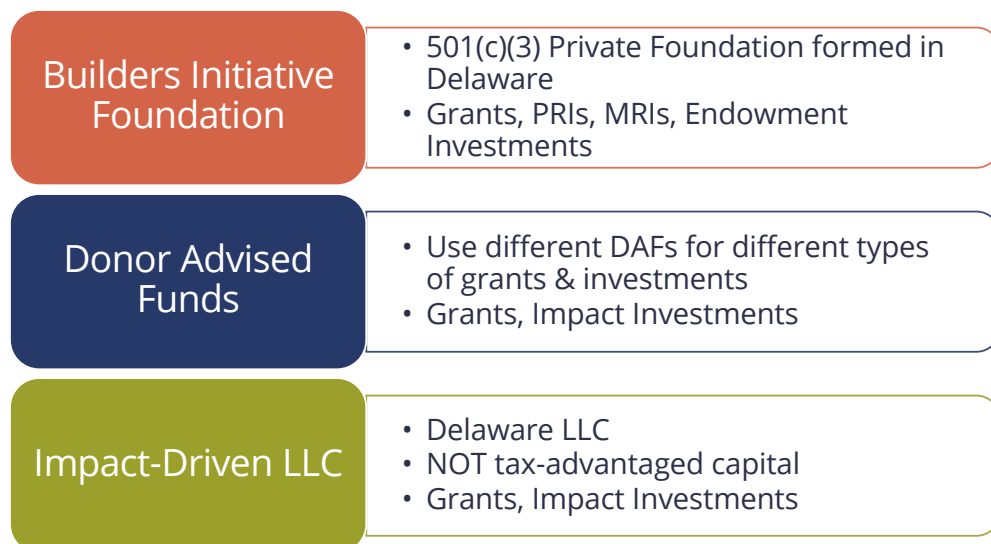 Builders Initiative
Foundation
• 501(c)(3) Private Foundation formed in
Delaware
• Grants, PRIs, MRIs, Endowment
Investments
Donor Advised
Funds
• Use different DAFs for different types
of grants & investments
• Grants, Impact Investments
Impact-Driven LLC
• Delaware LLC
• NOT tax-advantaged capital
• Grants, Impact Investments